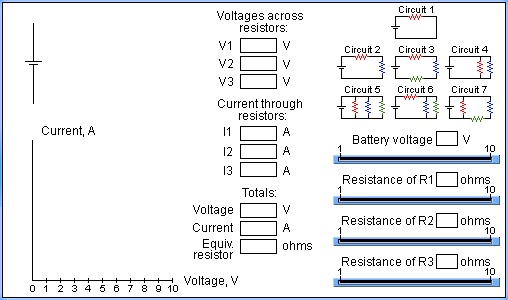 Voltages across
resistors:
V1 V
V2 V
V3 V
Current through
resistors:
I1 A
I2 A
I3 A
Totals:
Voltage V
Current A
Equiv. ohms
resistor
Current, A
0 1 2 3 4 5 6 7 8 9 10
Voltage, V
Circuit 1
Circuit 2 Circuit 3 Circuit 4
Circuit 5 Circuit 6 Circuit 7
Battery voltage V
1 10
Resistance of R1 ohms
1 10
Resistance of R2 ohms
1 10
Resistance of R3 ohms
1 10